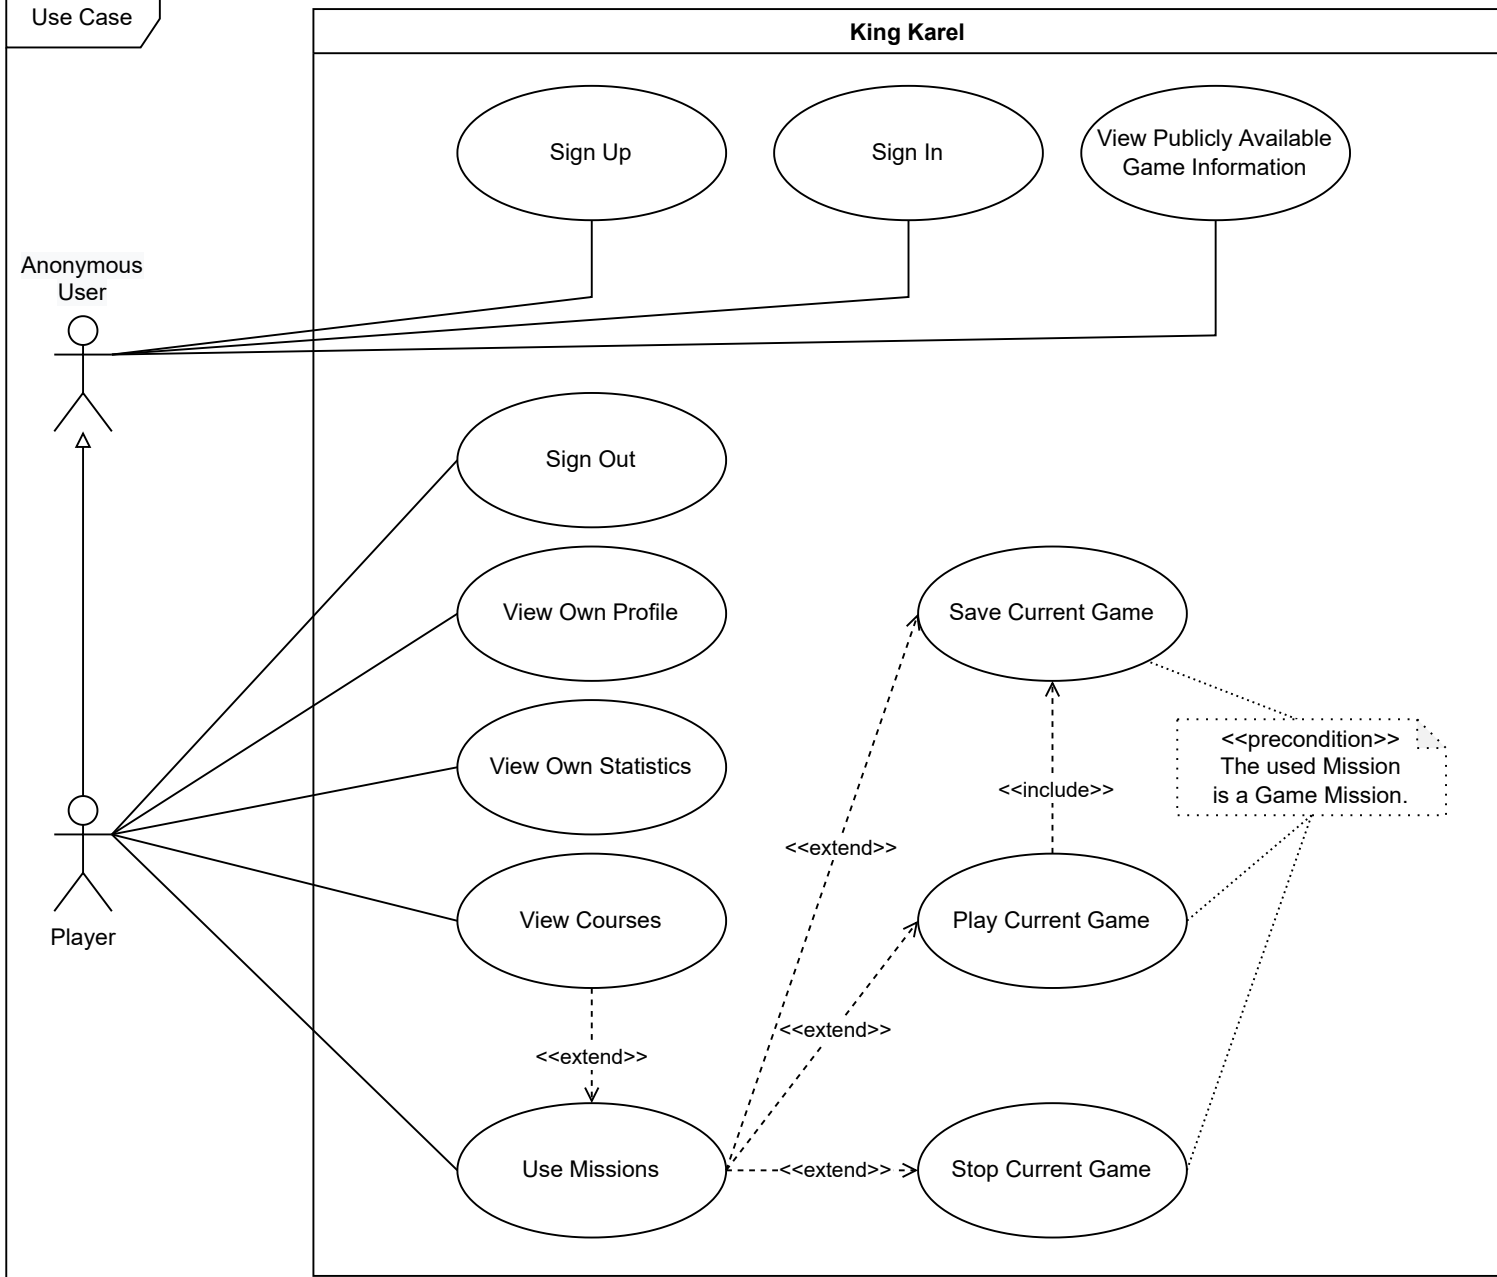 Use Case
King Karel
Sign Up
Sign In
View Publicly Available
Game Information
Anonymous
User
Sign Out
View Own Profile
Save Current Game
View Own Statistics
<<precondition>>
The used Mission
is a Game Mission.
<<include>>
<<extend>>
View Courses
Play Current Game
Player
<<extend>>
<<extend>>
Use Missions
<<extend>>
Stop Current Game